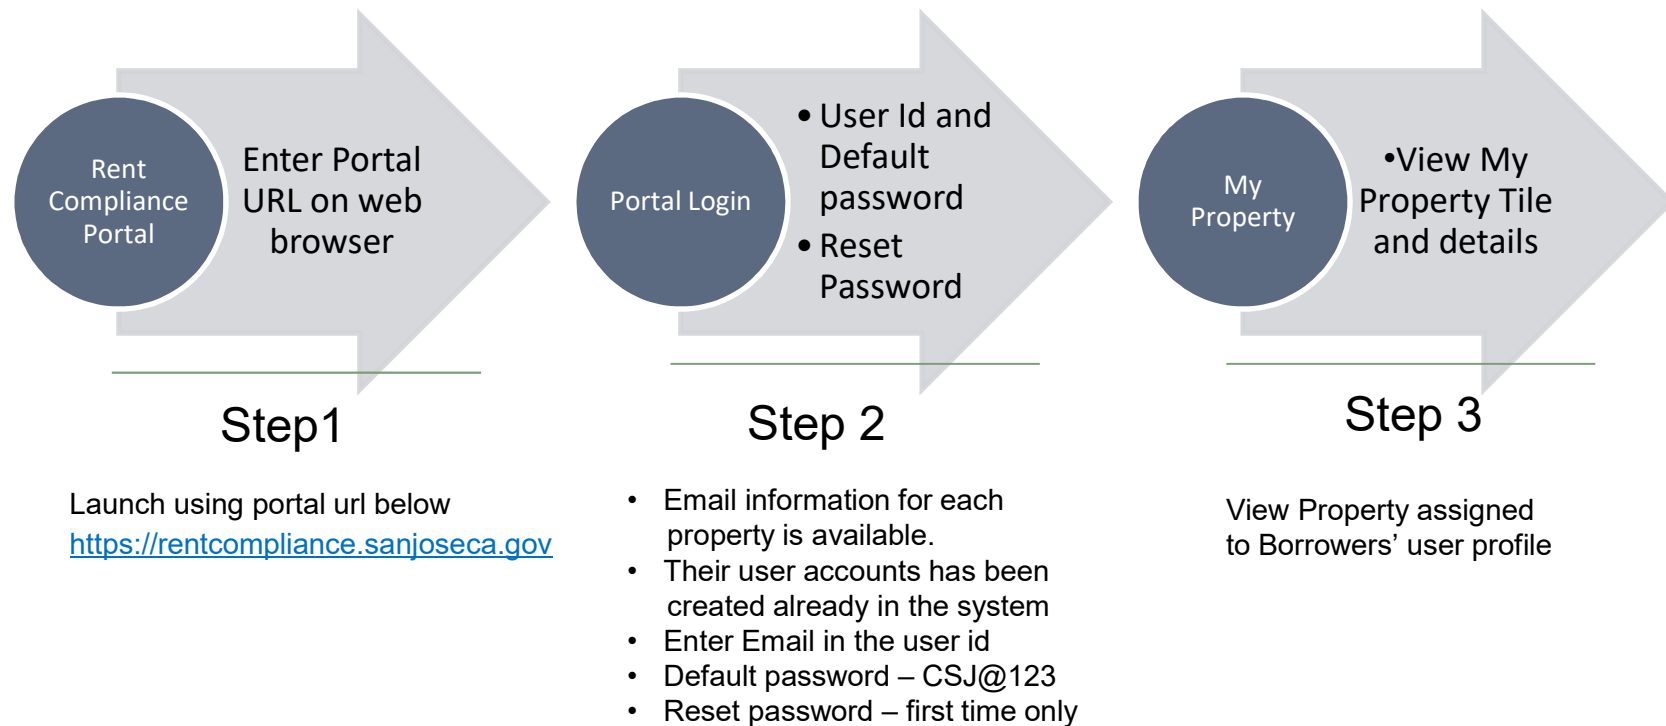 Rent
Compliance
Portal
Enter Portal
URL on web
browser
Portal Login
• User Id and
Default
password
• Reset
Password
My
Property
•View My
Property Tile
and details
Step1
Launch using portal url below
https://rentcompliance.sanjoseca.gov
Step 2
• Email information for each
property is available.
• Their user accounts has been
created already in the system
• Enter Email in the user id
• Default password – CSJ@123
• Reset password – first time only
Step 3
View Property assigned
to Borrowers’ user profile